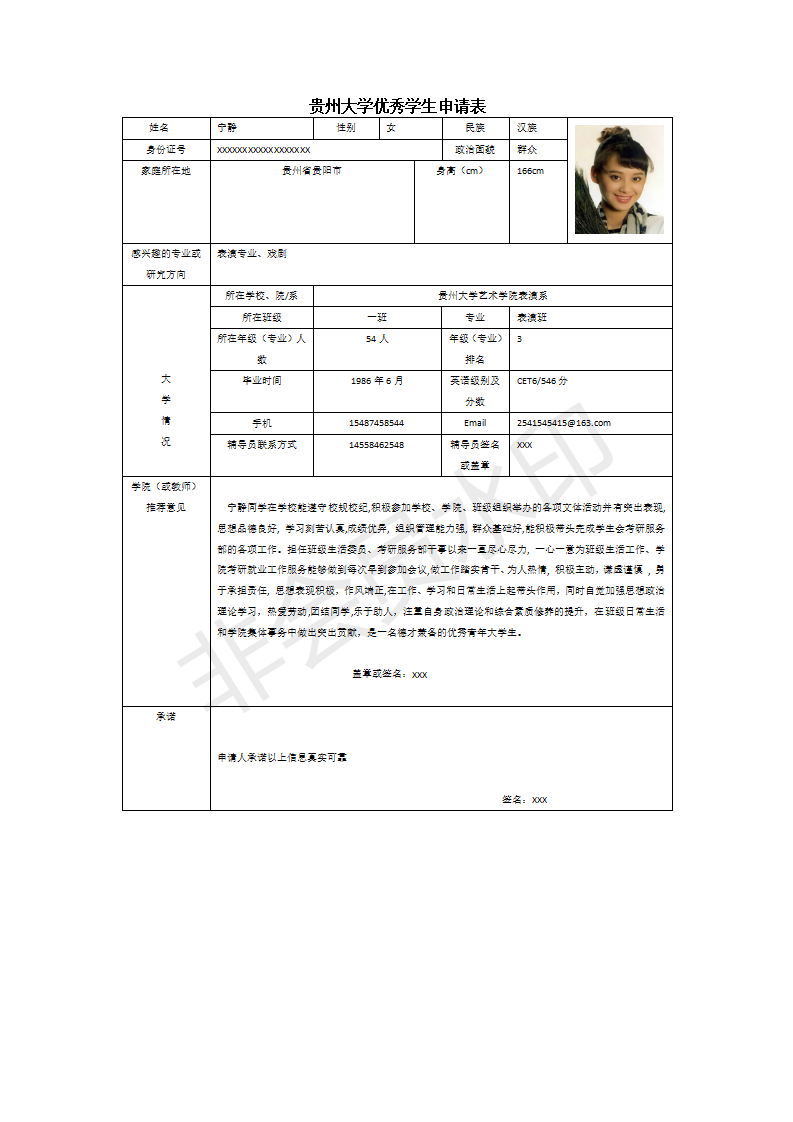 贵州大学优秀学生申请表
姓名 宁静 性别 女 民族 汉族
身份证号 XXXXXXXXXXXXXXXXXX 政治面貌 群众
家庭所在地 贵州省贵阳市 身高（cm） 166cm
感兴趣的专业或 表演专业、戏剧
研究方向
所在学校、院/系 贵州大学艺术学院表演系
所在班级 一班 专业 表演班
所在年级（专业）人 54 人 年级（专业） 3
数 排名
大
学
情
况
毕业时间 1986 年 6 月 英语级别及 CET6/546 分
分数
手机 15487458544 Email 2541545415@163.com
辅导员联系方式 14558462548 辅导员签名 XXX
或盖章
学院（或教师）
推荐意见
宁静同学在学校能遵守校规校纪,积极参加学校、学院、班级组织举办的各项文体活动并有突出表现,
思想品德良好, 学习刻苦认真,成绩优异, 组织管理能力强, 群众基础好,能积极带头完成学生会考研服务
部的各项工作。担任班级生活委员、考研服务部干事以来一直尽心尽力, 一心一意为班级生活工作、学
院考研就业工作服务能够做到每次早到参加会议,做工作踏实肯干、为人热情, 积极主动，谦虚谨慎 , 勇
于承担责任, 思想表现积极，作风端正,在工作、学习和日常生活上起带头作用，同时自觉加强思想政治
理论学习，热爱劳动,团结同学,乐于助人，注重自身政治理论和综合素质修养的提升，在班级日常生活
和学院集体事务中做出突出贡献，是一名德才兼备的优秀青年大学生。
盖章或签名：XXX
承诺
申请人承诺以上信息真实可靠
签名：XXX
非会员水印